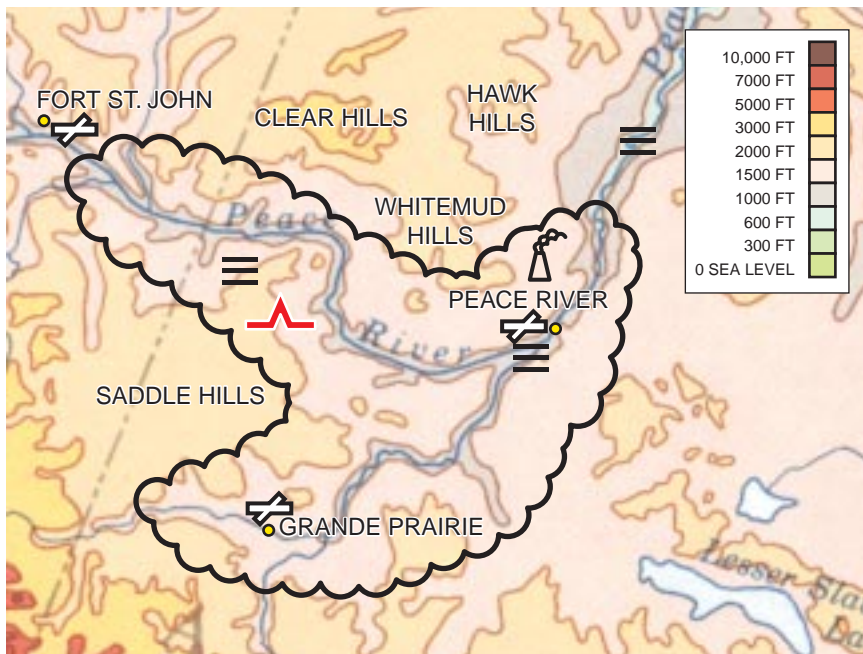 FORT ST. JOHN
CLEAR HILLS
HAWK
HILLS
WHITEMUD
HILLS
Pea
10,000 FT
7000 FT
5000 FT
3000 FT
2000 FT
1500 FT
1000 FT
600 FT
300 FT
0 SEA LEVEL
Peace
PEACE RIVER
River
SADDLE HILLS
GRANDE PRAIRIE
Lesser Sla
La